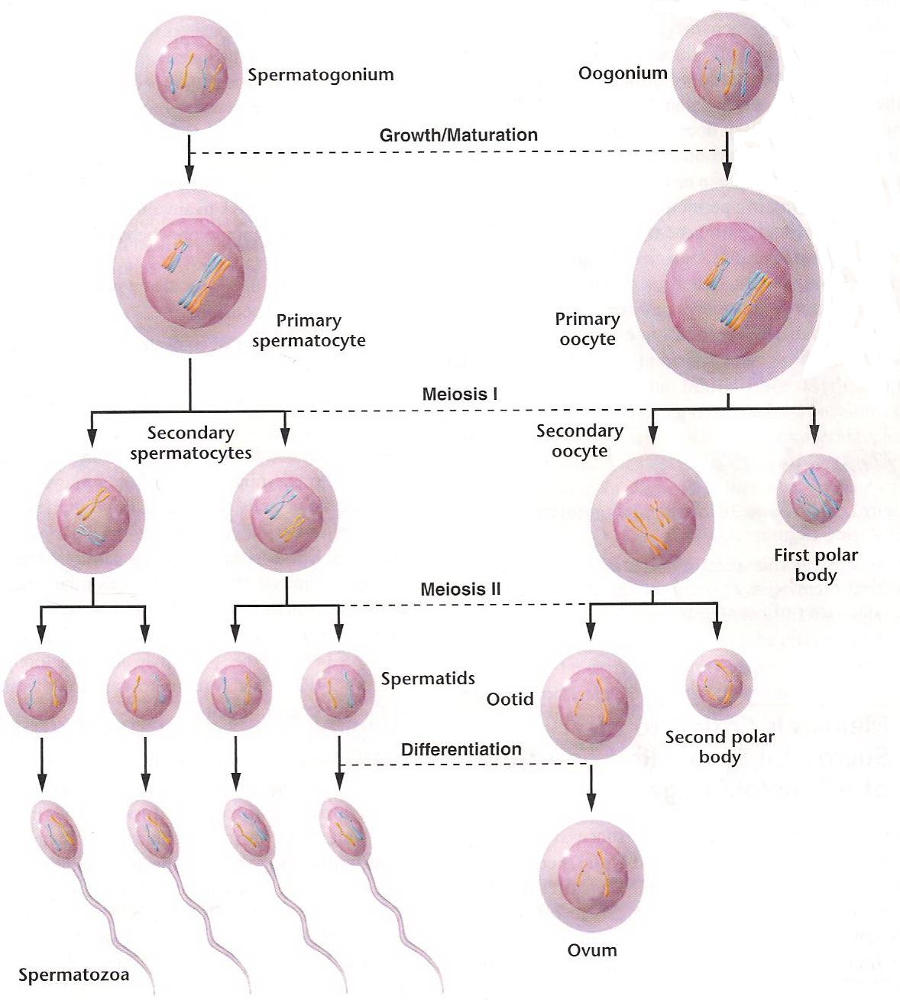 Spermatogonium
Oogonium
Growth/Maturation
Primary
spermatocyte
Primary
oocyte
Meiosis I
Secondary
spermatocytes
Secondary
oocyte
First polar
body
Meiosis II
Spermatids
Ootid
Second polar
body
Differentiation
Ovum
Spermatozoa